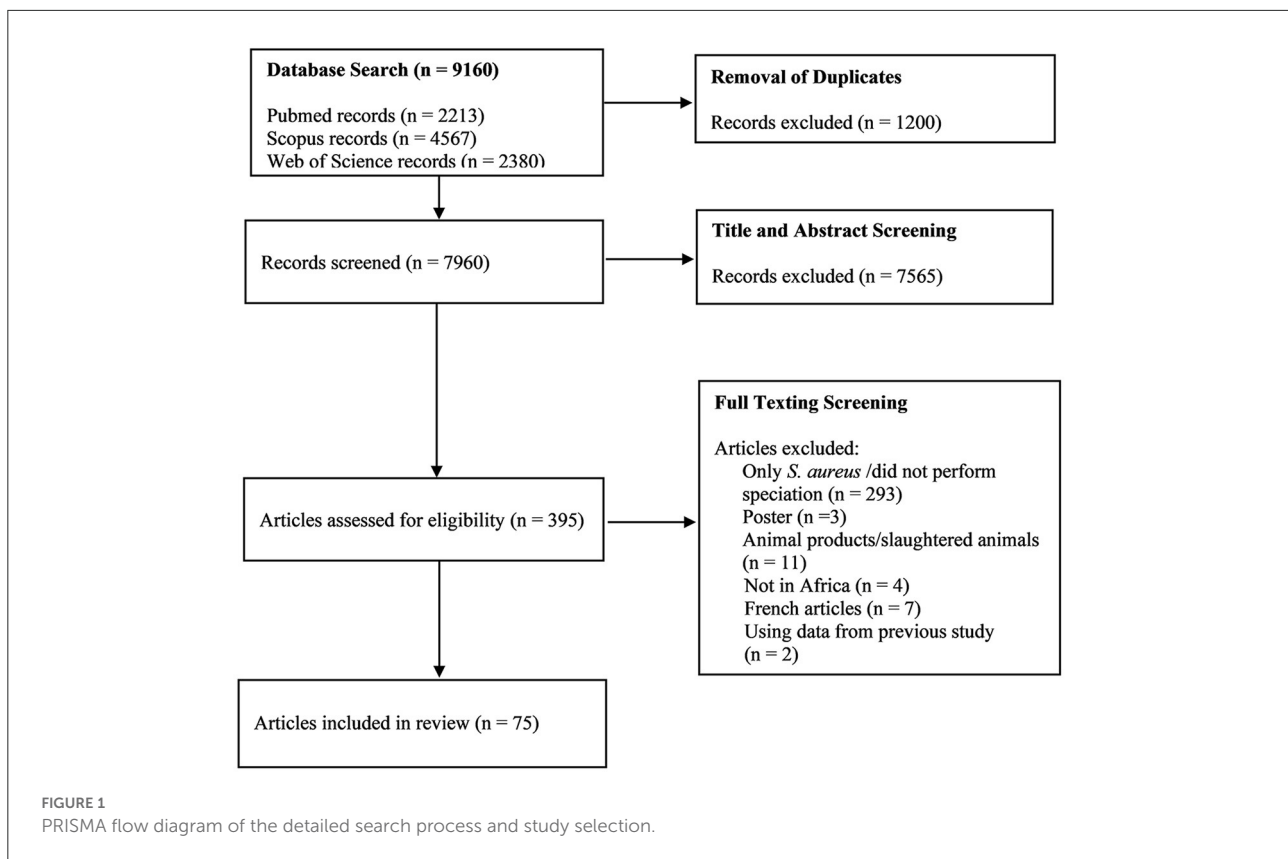 Database Search (n = 9160)
Pubmed records (n = 2213)
Scopus records (n = 4567)
Web of Science records (n = 2380)
Removal of Duplicates
Records excluded (n = 1200)
Records screened (n = 7960)
Title and Abstract Screening
Records excluded (n = 7565)
Articles assessed for eligibility (n = 395)
Full Texting Screening
Articles excluded:
Only S. aureus /did not perform
speciation (n = 293)
Poster (n =3)
Animal products/slaughtered animals
(n = 11)
Not in Africa (n = 4)
French articles (n = 7)
Using data from previous study
(n = 2)
Articles included in review (n = 75)
FIGURE 1
PRISMA flow diagram of the detailed search process and study selection.